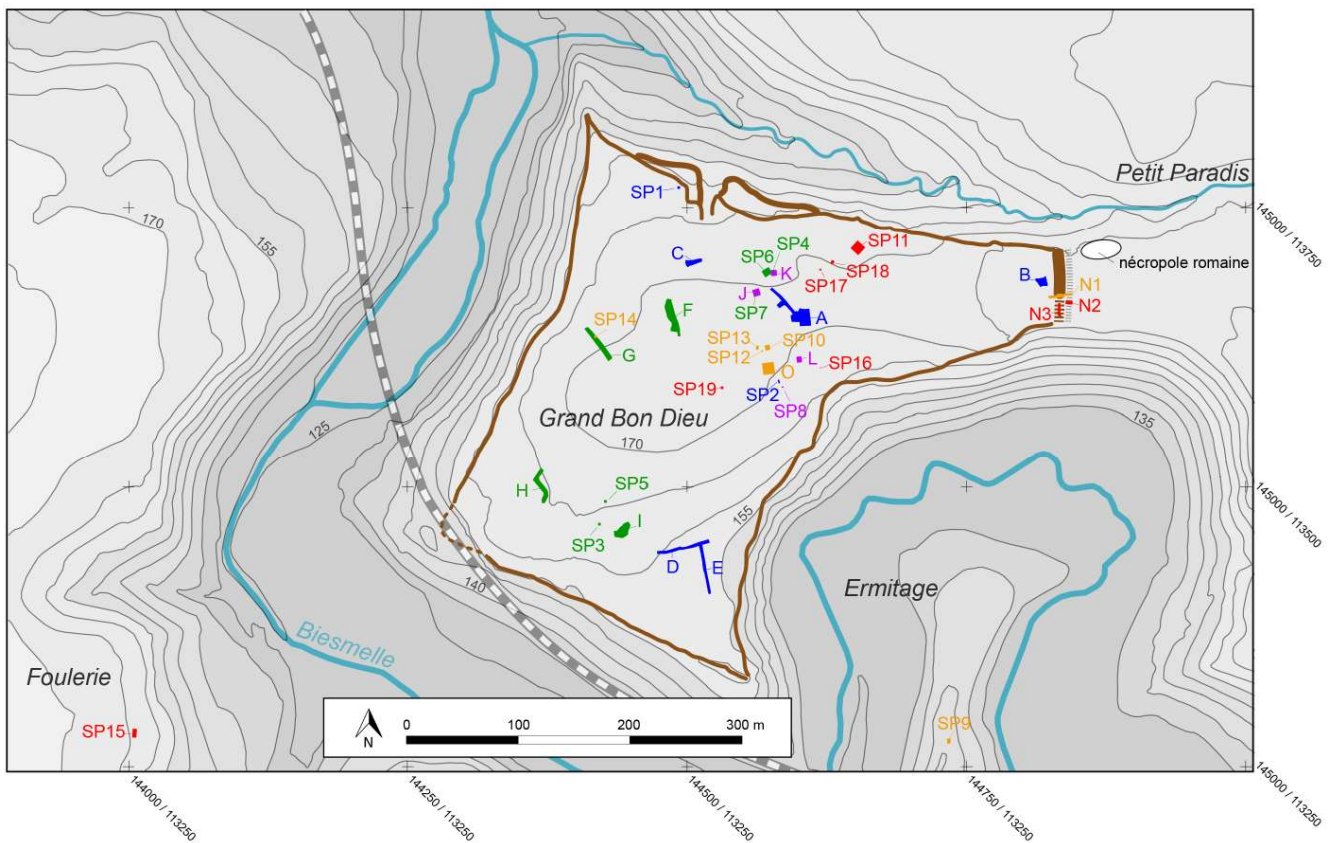 Petit Paradis
145000 / 113750
170
155
SP1
SP11
SP4
SP6
C
K
SP18
nécropole romaine
SP17
B
N1
J
N2
SP7
N3
F
A
SP14
SP13
SP10
G
SP12
L
SP16
O
SP19
SP2
SP8
Grand Bon Dieu
135
125
170
H
SP5
145000 / 113500
155
SP3
I
D
E
140
Ermitage
Biesmelle
Foulerie
SP15
SP9
N
0
100
200
300 m
144000 / 113250
144250 / 113250
144500 / 113250
144750 / 113250
145000 / 113250
145000 / 113250